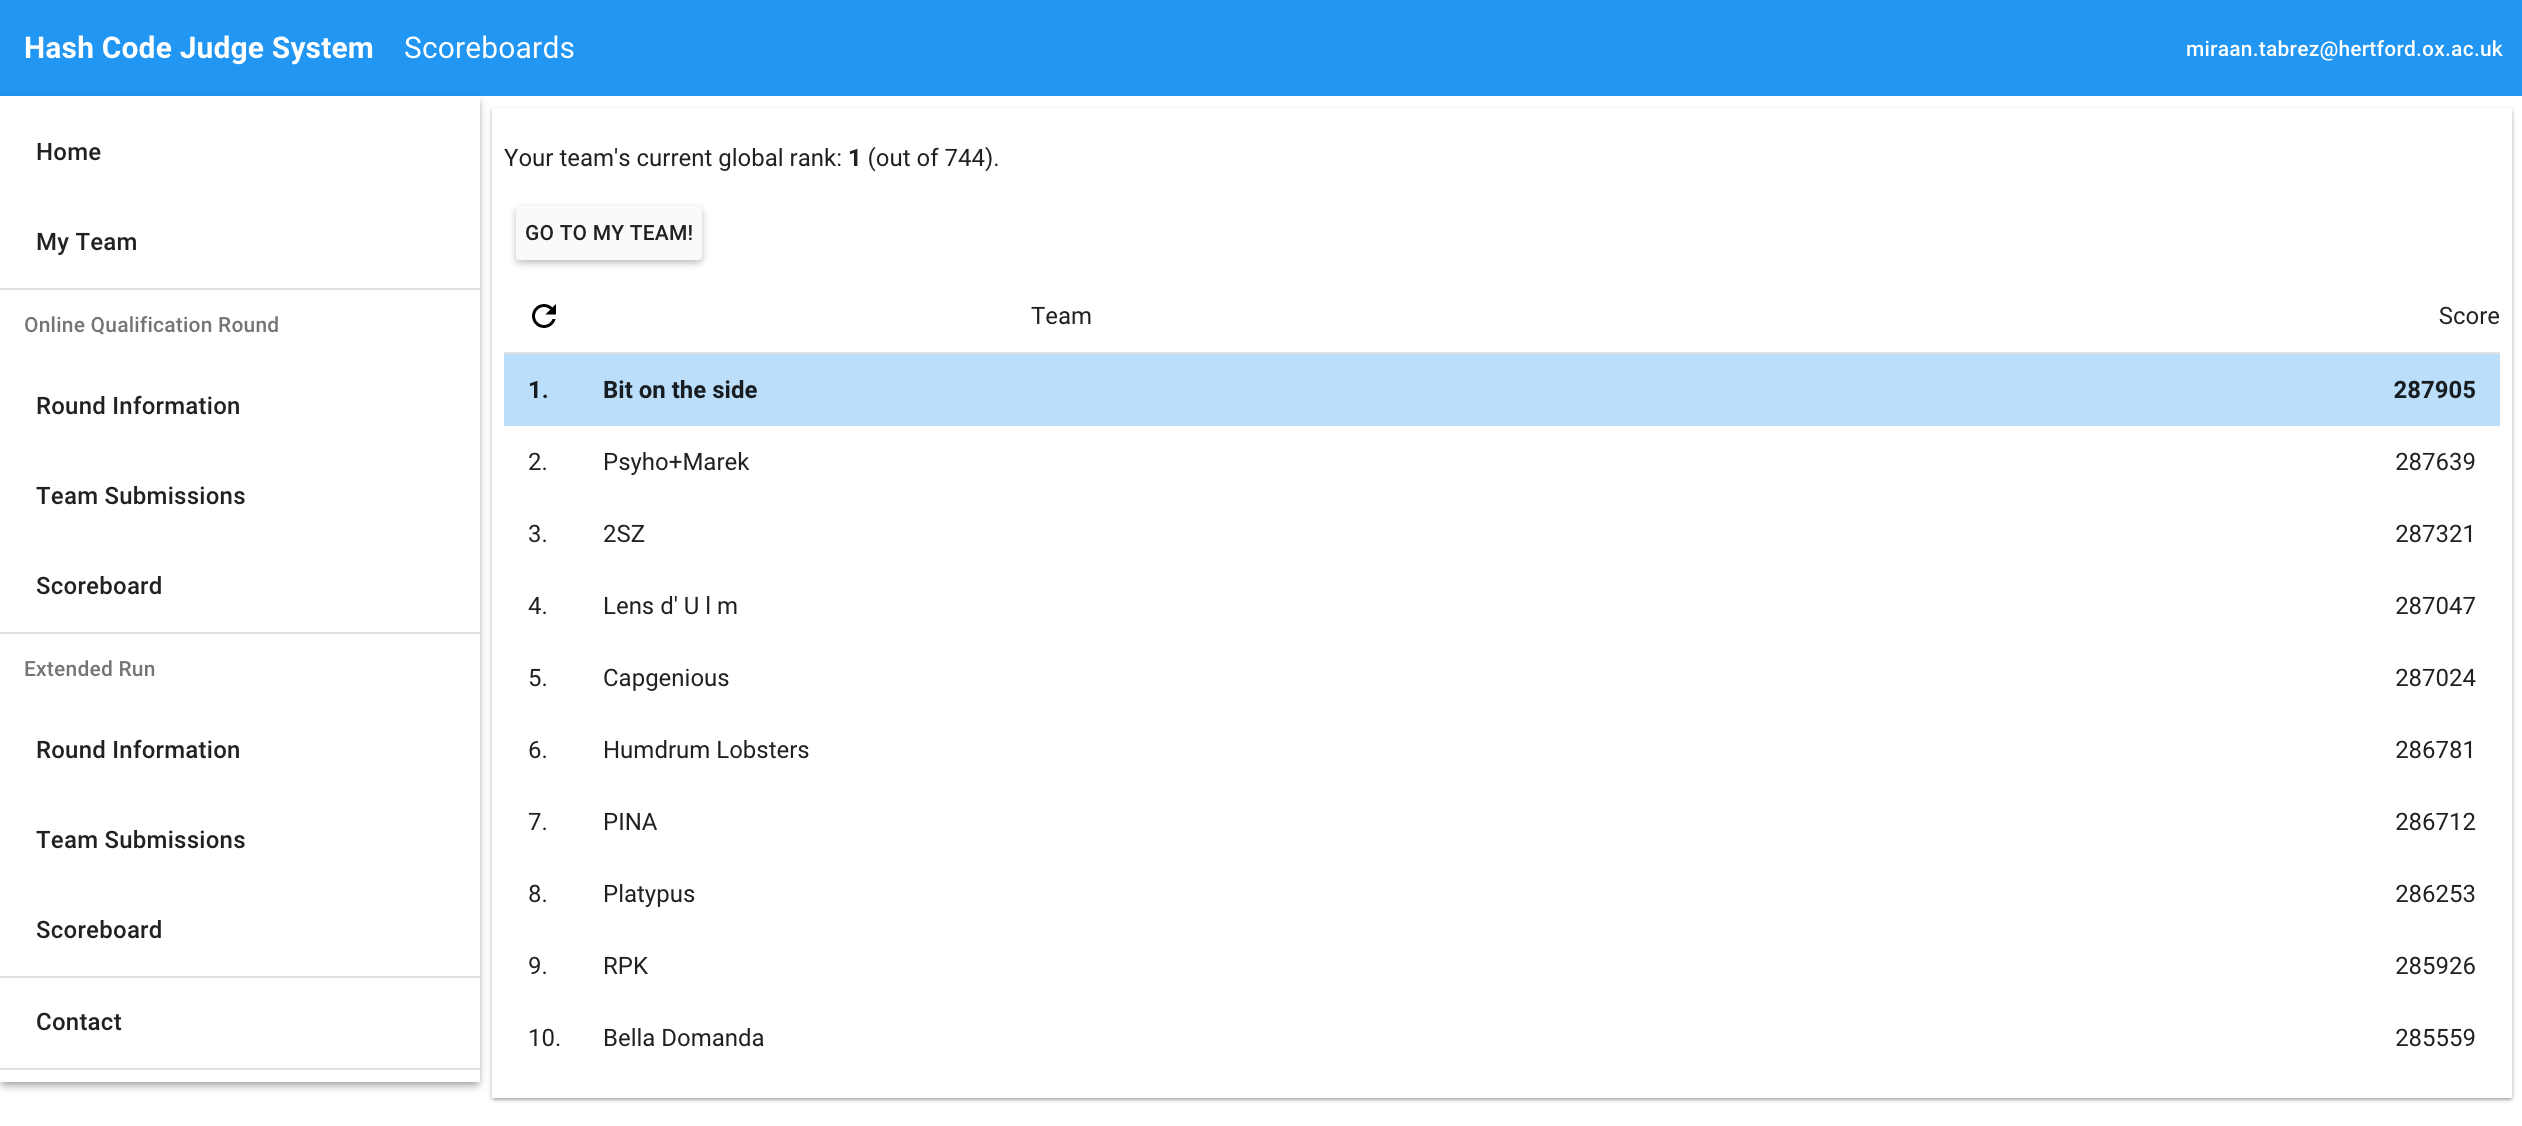 Hash Code Judge System Scoreboards miraan.tabrez@hertford.ox.ac.uk
Home
My Team
Online Qualification Round
Round Information
Team Submissions
Scoreboard
Extended Run
Round Information
Team Submissions
Scoreboard
Contact
Your team's current global rank: 1 (out of 744).
GO TO MY TEAM!
Team Score
1. Bit on the side 287905
2. Psyho+Marek 287639
3. 2SZ 287321
4. Lens d' U l m 287047
5. Capgenious 287024
6. Humdrum Lobsters 286781
7. PINA 286712
8. Platypus 286253
9. RPK 285926
10. Bella Domanda 285559